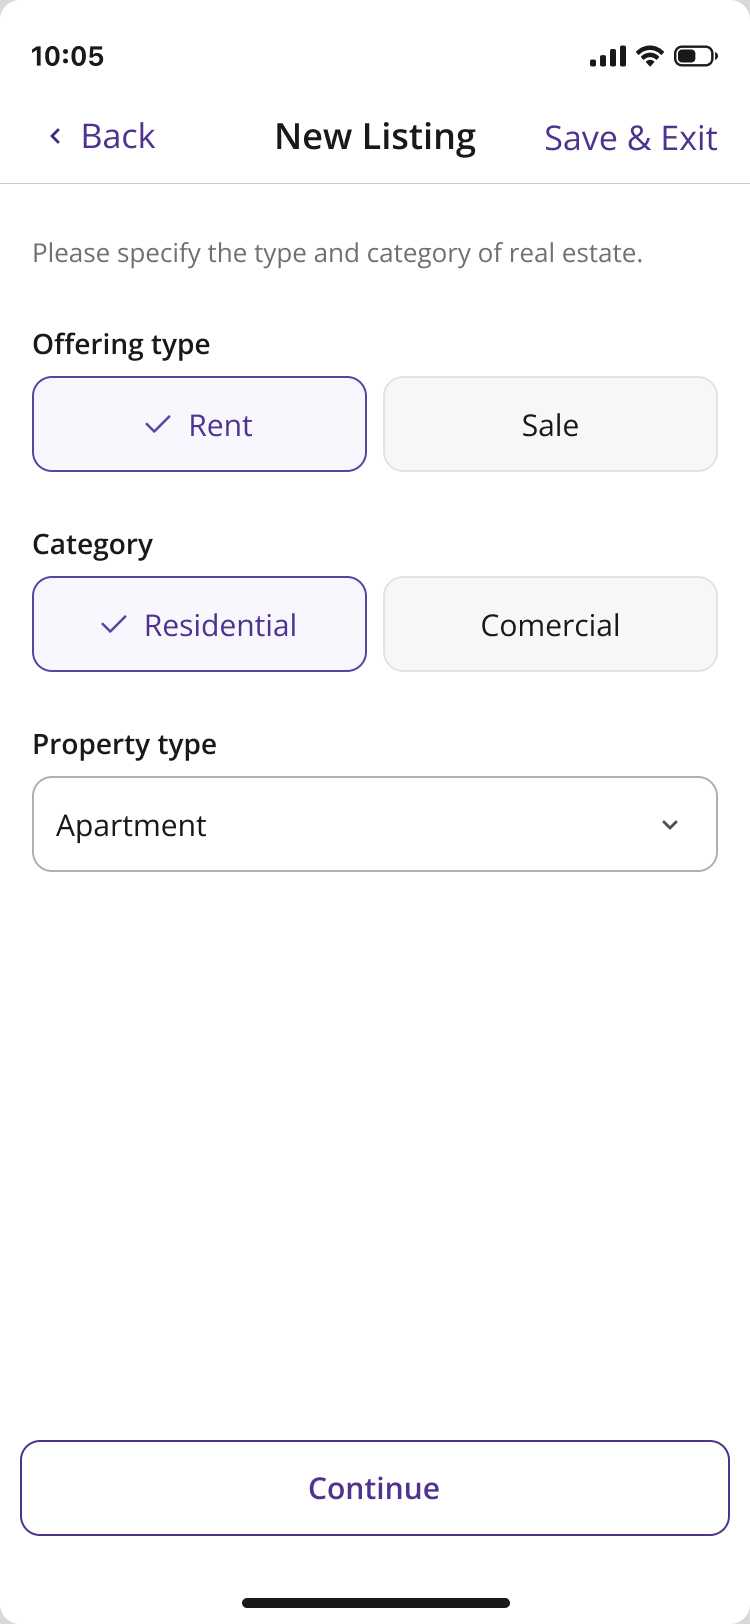 10:05
Back New Listing Save & Exit
Please specify the type and category of real estate.
Offering type
Rent Sale
Category
Residential Comercial
Property type
Apartment
Continue